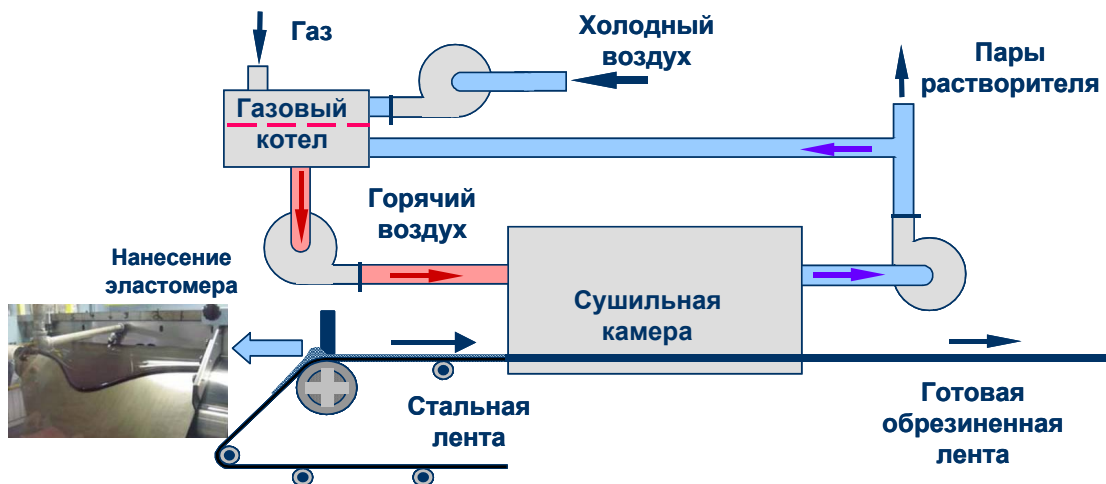 Газ
Холодный
воздух
Пары
растворителя
Газовый
котел
Горячий
воздух
Нанесение
эластомера
Сушильная
камера
Стальная
лента
Готовая
обрезиненная
лента